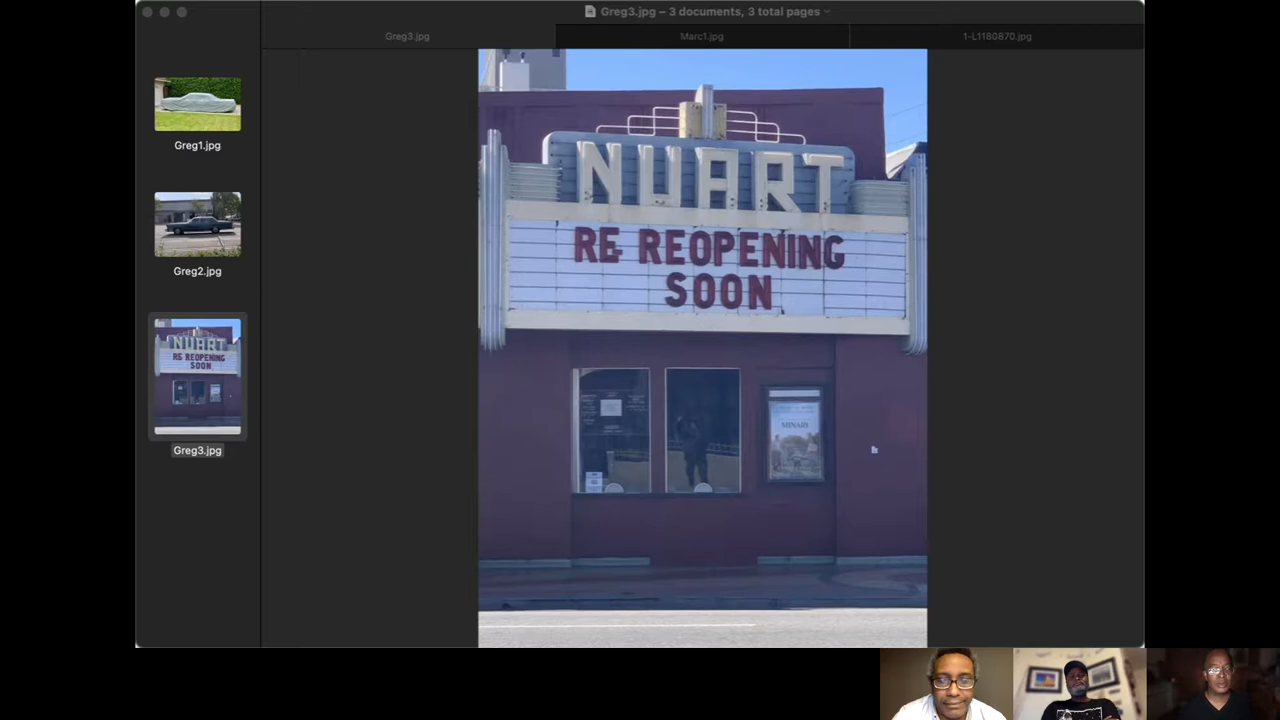 Greg3.jpg – 3 documents, 3 total pages
Greg3.jpg
Marc1.jpg
1-L1180870.jpg
Greg1.jpg
Greg2.jpg
Greg3.jpg
NUART
RE REOPENING
SOON
MINARI